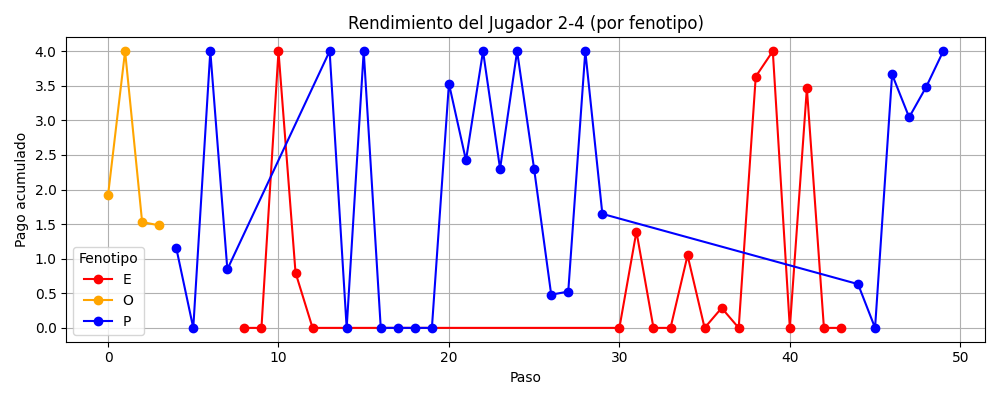 Rendimiento del Jugador 2-4 (por fenotipo)
Pago acumulado
4.0
3.5
3.0
2.5
2.0
1.5
1.0
0.5
0.0
Fenotipo
E
O
P
0
10
20
30
40
50
Paso